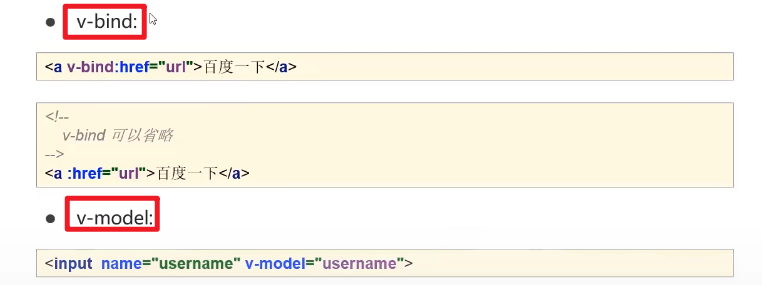 v-bind:
<a v-bind:href="url">百度一下</a>
<!--
v-bind 可以省略
-->
<a :href="url">百度一下</a>
v-model:
<input name="username" v-model="username">